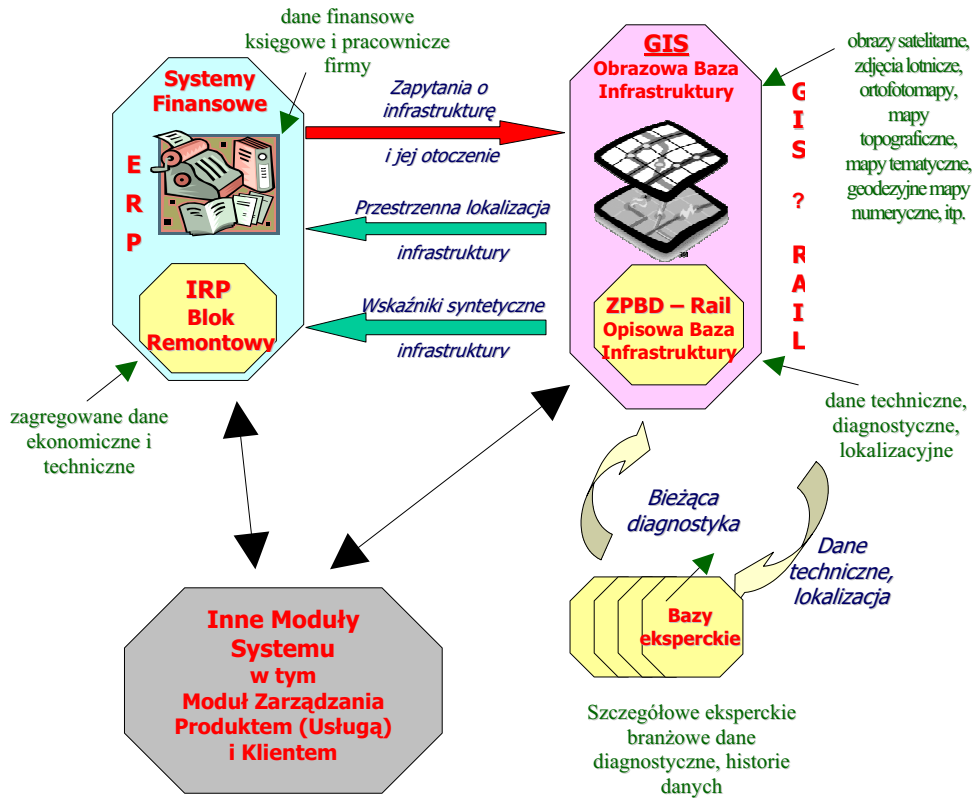 dane finansowe
księgowe i pracownicze
firmy
Systemy
Finansowe
E
R
P
IRP
Blok
Remontowy
zagregowane dane
ekonomiczne i
techniczne
Zapytania o
infrastrukturę
i jej otoczenie
Przestrzenna lokalizacja
infrastruktury
Wskaźniki syntetyczne
infrastruktury
GIS
Obrazowa Baza
Infrastruktury
ZPBD – Rail
Opisowa Baza
Infrastruktury
G
I
S
?
R
A
I
L
obrazy satelitarne,
zdjęcia lotnicze,
ortofotomapy,
mapy
topograficzne,
mapy tematyczne,
geodezyjne mapy
numeryczne, itp.
dane techniczne,
diagnostyczne,
lokalizacyjne
Bieżąca
diagnostyka
Dane
techniczne,
lokalizacja
Bazy
eksperckie
Szczegółowe eksperckie
branżowe dane
diagnostyczne, historie
danych
Inne Moduły
Systemu
w tym
Moduł Zarządzania
Produktem (Usługą)
i Klientem